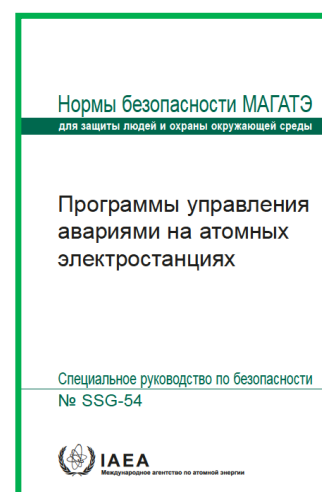 Нормы безопасности МАГАТЭ
для защиты людей и охраны окружающей среды
Программы управления
авариями на атомных
электростанциях
Специальное руководство по безопасности
№ SSG-54
IAEA
Международное агентство по атомной энергии